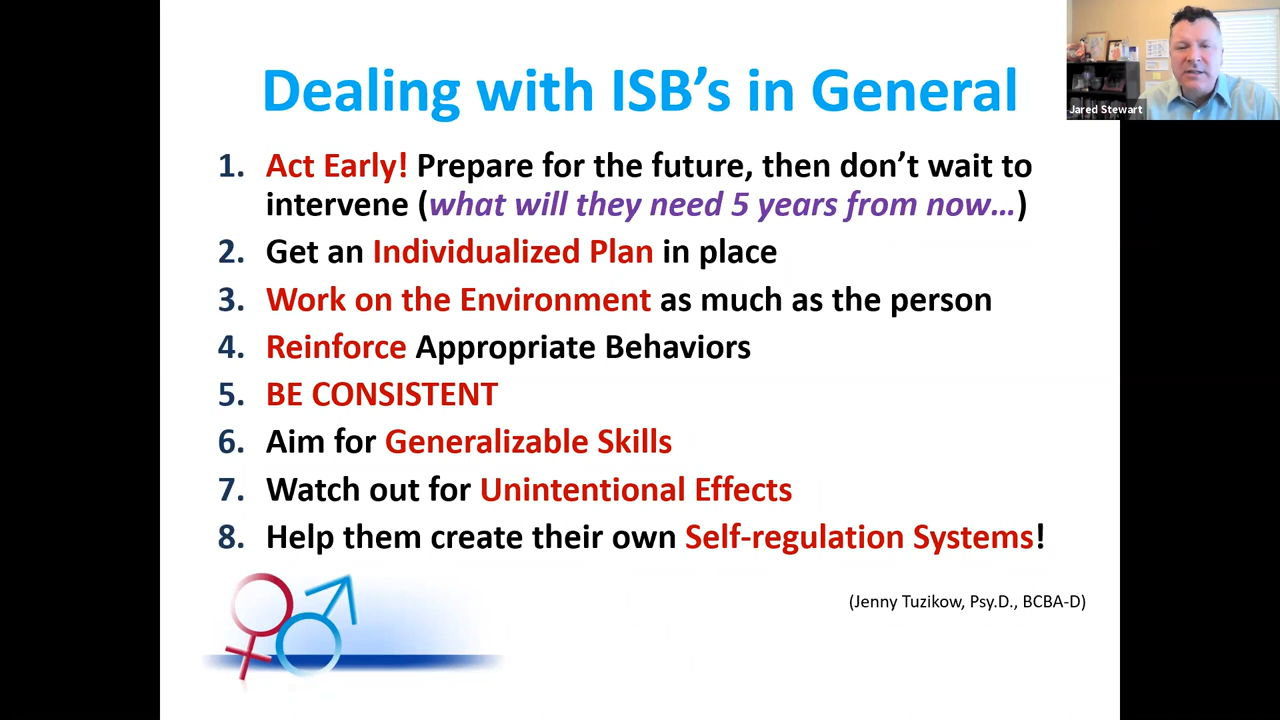 Dealing with ISB’s in General
Jared Stewart
1. Act Early! Prepare for the future, then don’t wait to
intervene (what will they need 5 years from now…)
2. Get an Individualized Plan in place
3. Work on the Environment as much as the person
4. Reinforce Appropriate Behaviors
5. BE CONSISTENT
6. Aim for Generalizable Skills
7. Watch out for Unintentional Effects
8. Help them create their own Self-regulation Systems!
(Jenny Tuzikow, Psy.D., BCBA-D)